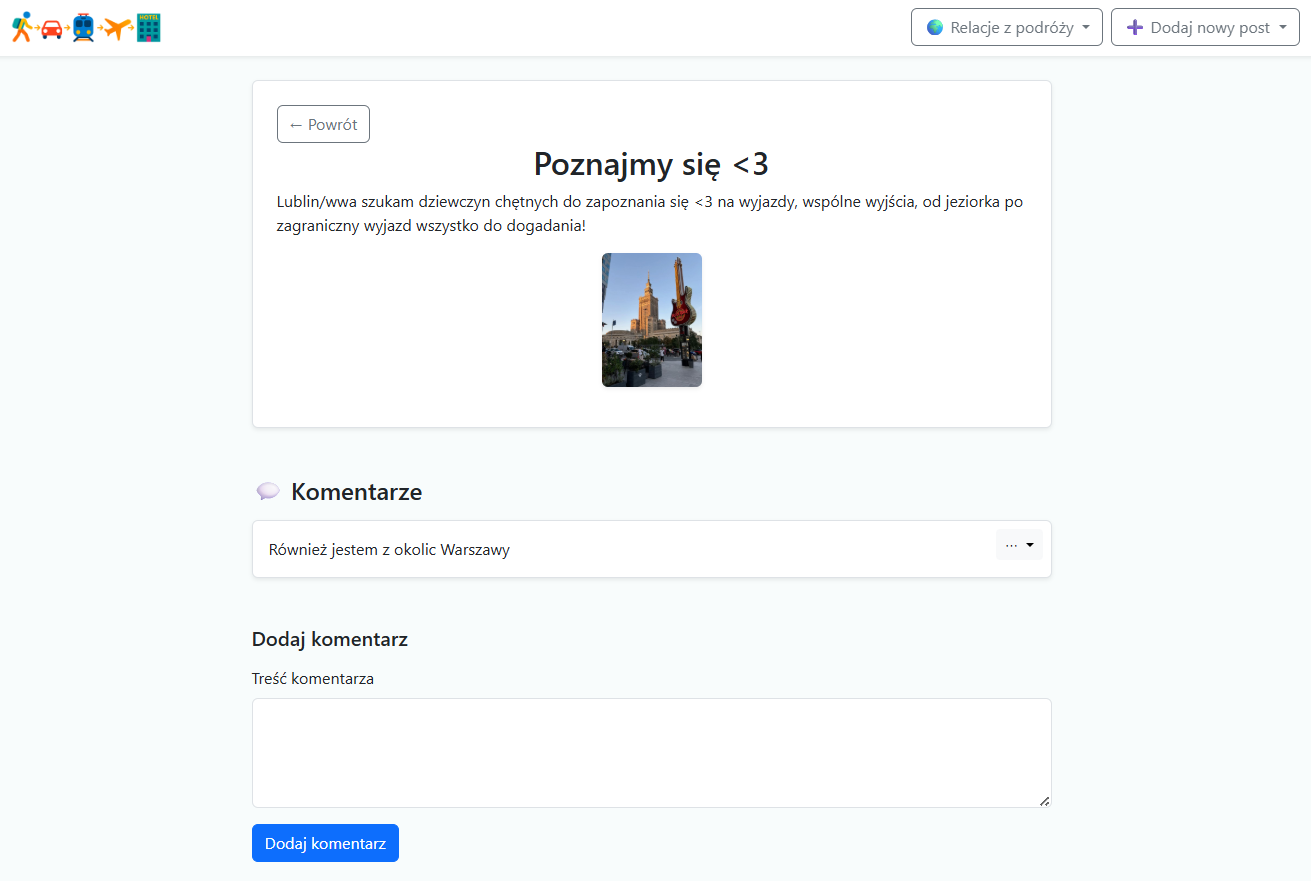 HOTEL
Relacje z podróży
Dodaj nowy post
← Powrót
Poznajmy się <3
Lublin/wwa szukam dziewczyn chętnych do zapoznania się <3 na wyjazdy, wspólne wyjścia, od jeziorka po
zagraniczny wyjazd wszystko do dogadania!
Komentarze
Również jestem z okolic Warszawy
...
Dodaj komentarz
Treść komentarza
Dodaj komentarz